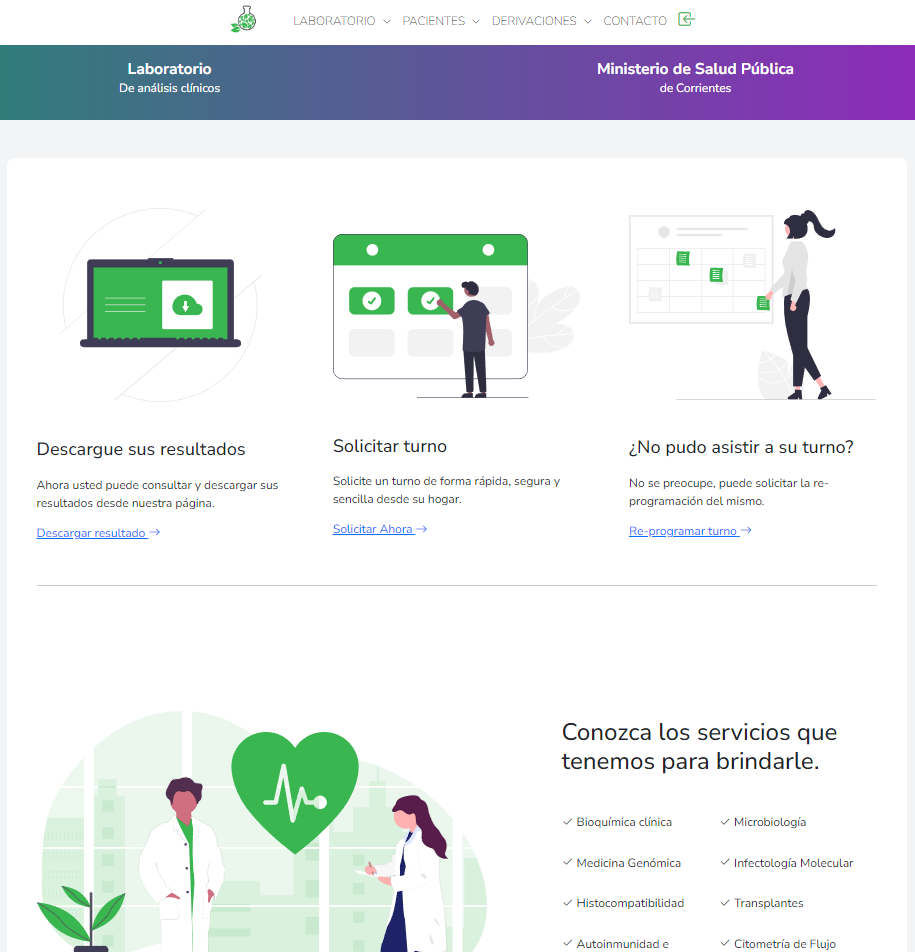 LABORATORIO PACIENTES DERIVACIONES CONTACTO
Laboratorio
De análisis clínicos
Ministerio de Salud Pública
de Corrientes
Descargue sus resultados
Ahora usted puede consultar y descargar sus
resultados desde nuestra página.
Descargar resultado →
Solicitar turno
Solicite un turno de forma rápida, segura y
sencilla desde su hogar.
Solicitar Ahora →
¿No pudo asistir a su turno?
No se preocupe, puede solicitar la re-
programación del mismo.
Re-programar turno →
Conozca los servicios que
tenemos para brindarle.
Bioquímica clínica
Microbiología
Medicina Genómica
Infectología Molecular
Histocompatibilidad
Transplantes
Autoinmunidad e
Citometría de Flujo